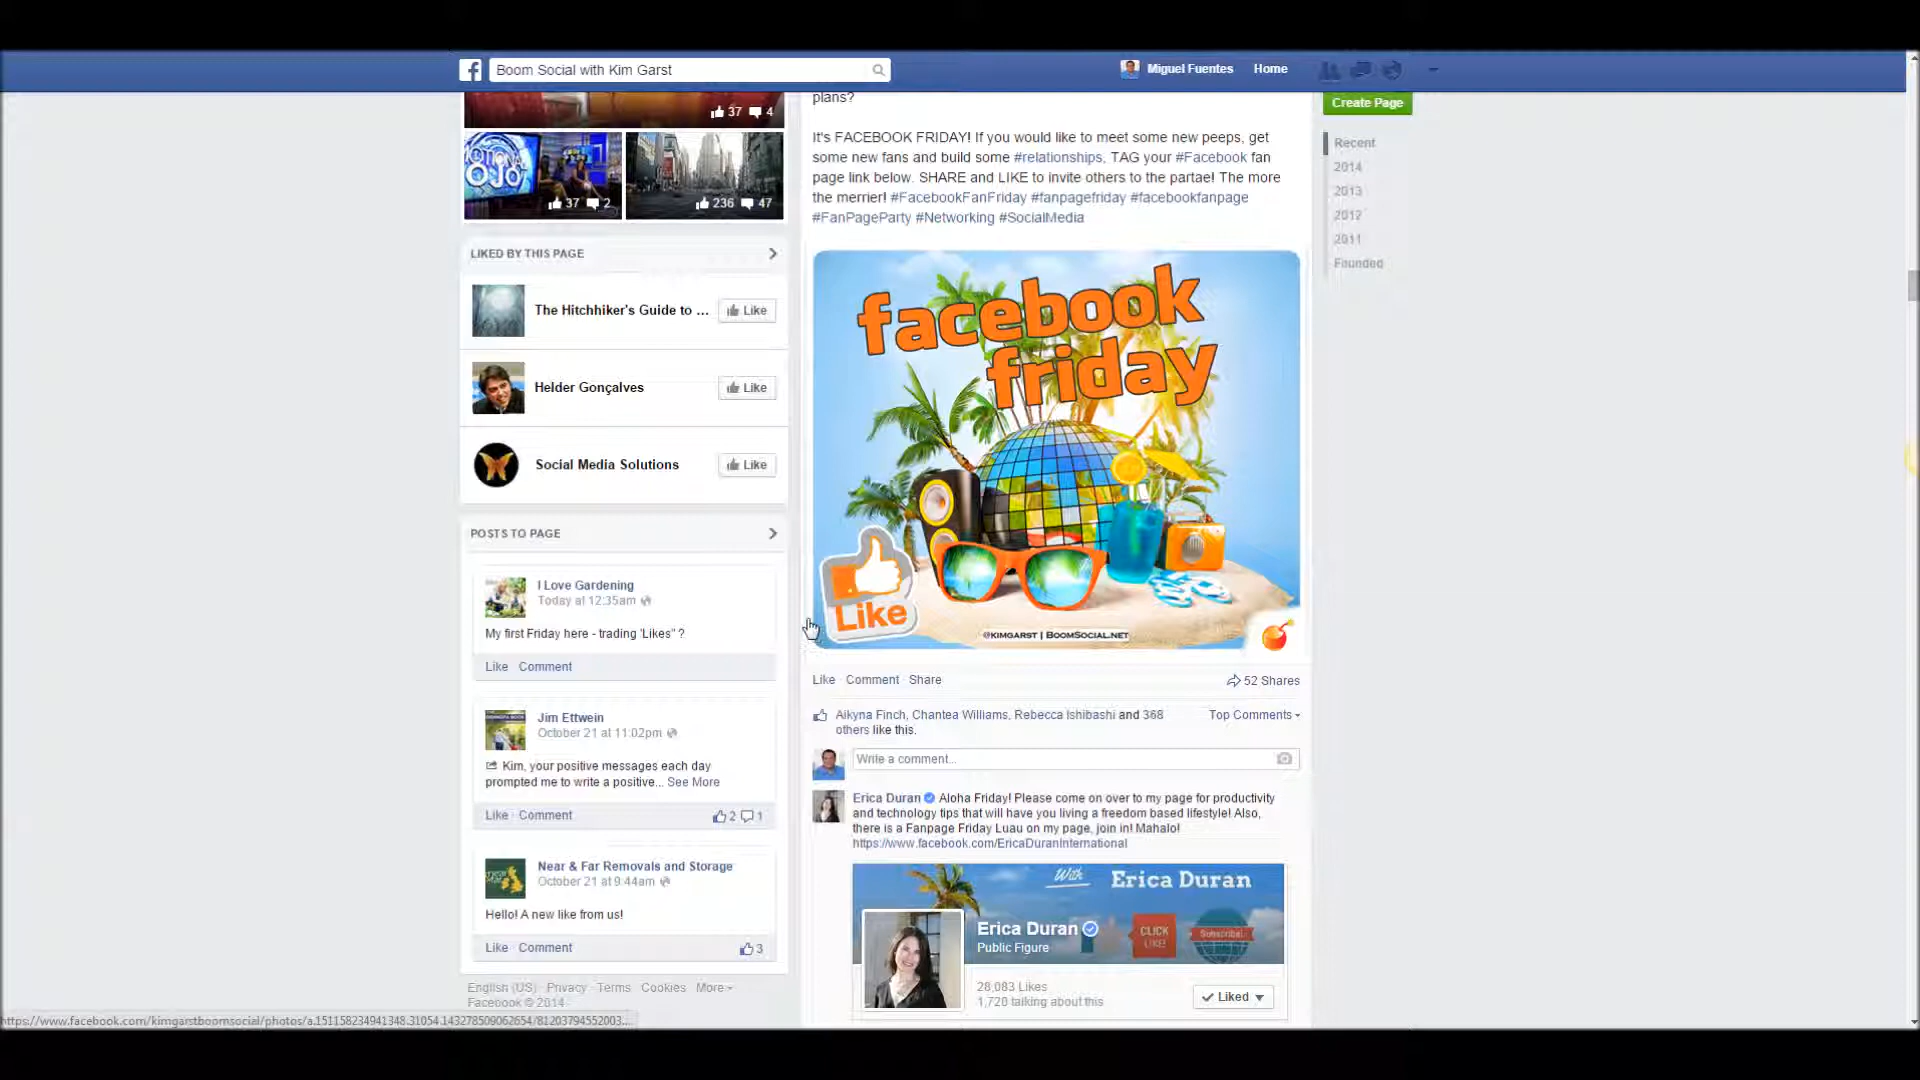 Boom Social with Kim Garst
Miguel Fuentes
Home
37 4
37 2
236 47
LIKED BY THIS PAGE
The Hitchhiker's Guide to ...
Like
Helder Gonçalves
Like
Social Media Solutions
Like
POSTS TO PAGE
I Love Gardening
Today at 12:35am
My first Friday here - trading 'Likes" ?
Like Comment
Jim Ettwein
October 21 at 11:02pm
Kim, your positive messages each day
prompted me to write a positive... See More
Like · Comment
2 1
Near & Far Removals and Storage
October 21 at 9:44am
Hello! A new like from us!
Like · Comment
3
English (US) · Privacy · Terms · Cookies · More
Facebook © 2014
https://www.facebook.com/kimgarstboomsocial/photos/a.151158234941348.31054.143278509062654/81203794552003...
plans?
It's FACEBOOK FRIDAY! If you would like to meet some new peeps, get
some new fans and build some #relationships, TAG your #Facebook fan
page link below. SHARE and LIKE to invite others to the partae! The more
the merrier! #FacebookFanFriday #fanpagefriday #facebookfanpage
#FanPageParty #Networking #SocialMedia
facebook
friday
Like
@KIMGARST | BOOMSOCIAL.NET
Like · Comment · Share
52 Shares
Aikyna Finch, Chantea Williams, Rebecca Ishibashi and 368
others like this.
Top Comments
Write a comment...
Erica Duran Aloha Friday! Please come on over to my page for productivity
and technology tips that will have you living a freedom based lifestyle! Also,
there is a Fanpage Friday Luau on my page, join in! Mahalo!
https://www.facebook.com/EricaDuranInternational
With Erica Duran
Erica Duran
Public Figure
CLICK
LIKE!
Subscribe!
28,083 Likes
1,720 talking about this
Liked
Create Page
Recent
2014
2013
2012
2011
Founded